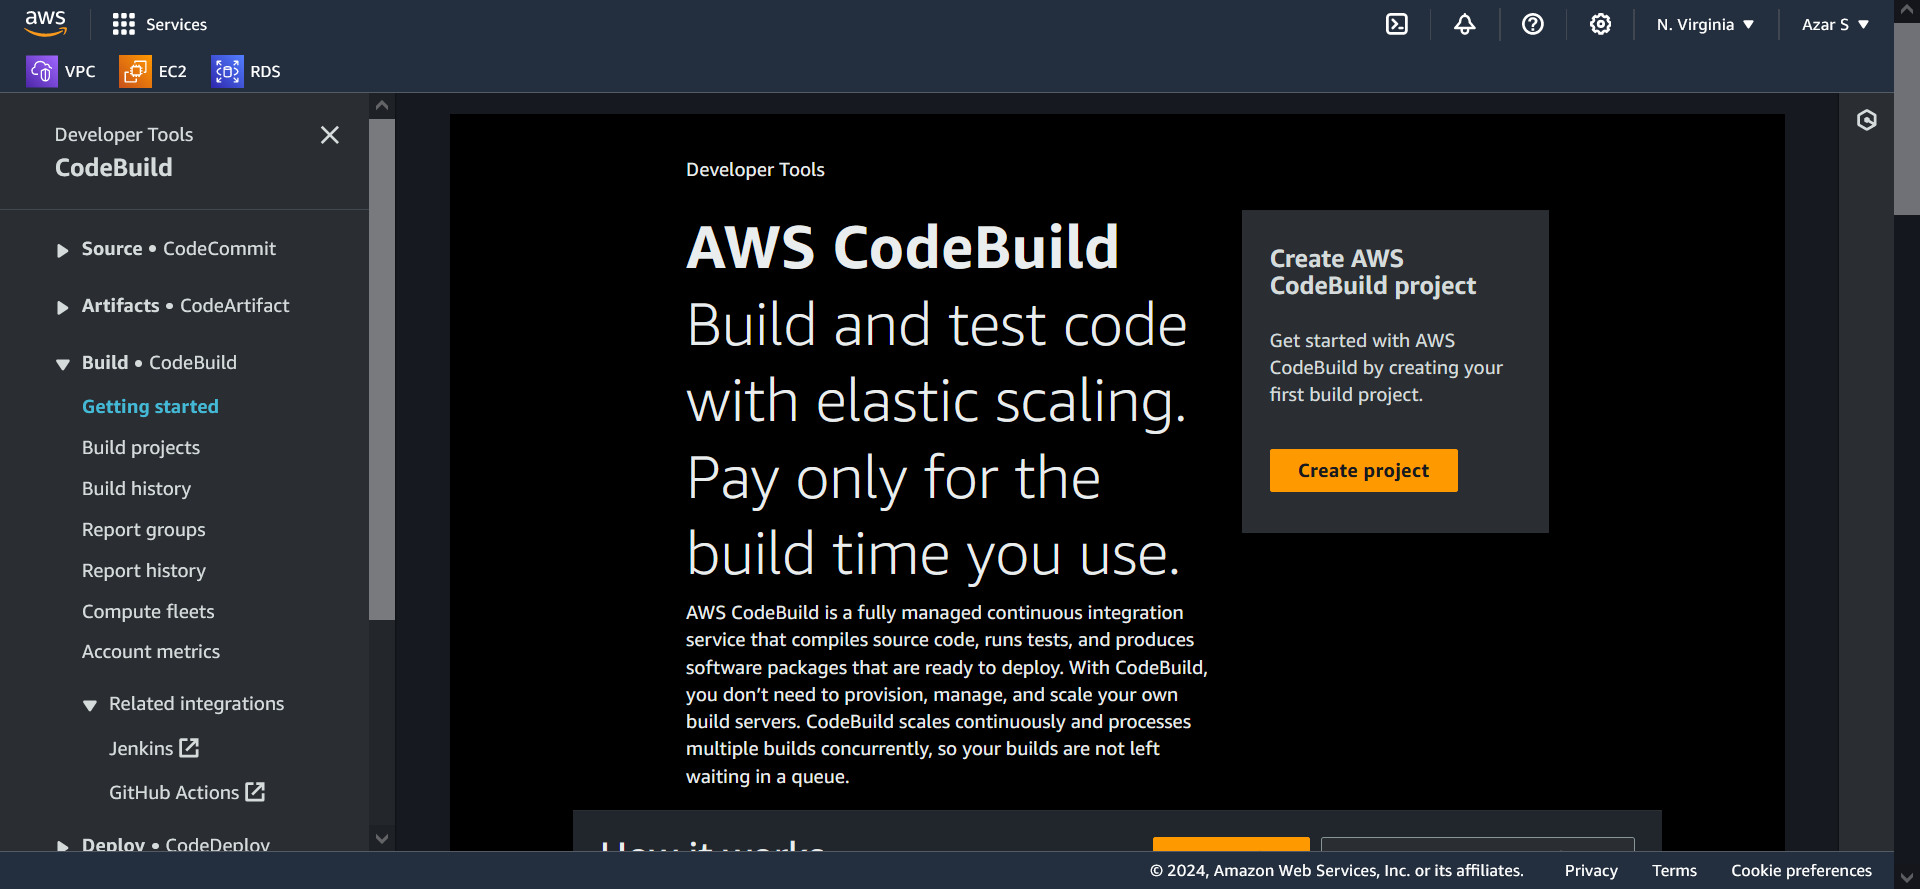 aws
Services
N. Virginia
Azar S
VPC
EC2
RDS
Developer Tools
CodeBuild
Source • CodeCommit
Artifacts • CodeArtifact
Build • CodeBuild
Getting started
Build projects
Build history
Report groups
Report history
Compute fleets
Account metrics
Related integrations
Jenkins
GitHub Actions
Deploy • CodeDeploy
Developer Tools
AWS CodeBuild
Build and test code
with elastic scaling.
Pay only for the
build time you use.
AWS CodeBuild is a fully managed continuous integration
service that compiles source code, runs tests, and produces
software packages that are ready to deploy. With CodeBuild,
you don’t need to provision, manage, and scale your own
build servers. CodeBuild scales continuously and processes
multiple builds concurrently, so your builds are not left
waiting in a queue.
Create AWS
CodeBuild project
Get started with AWS
CodeBuild by creating your
first build project.
Create project
How it works
© 2024, Amazon Web Services, Inc. or its affiliates.
Privacy
Terms
Cookie preferences